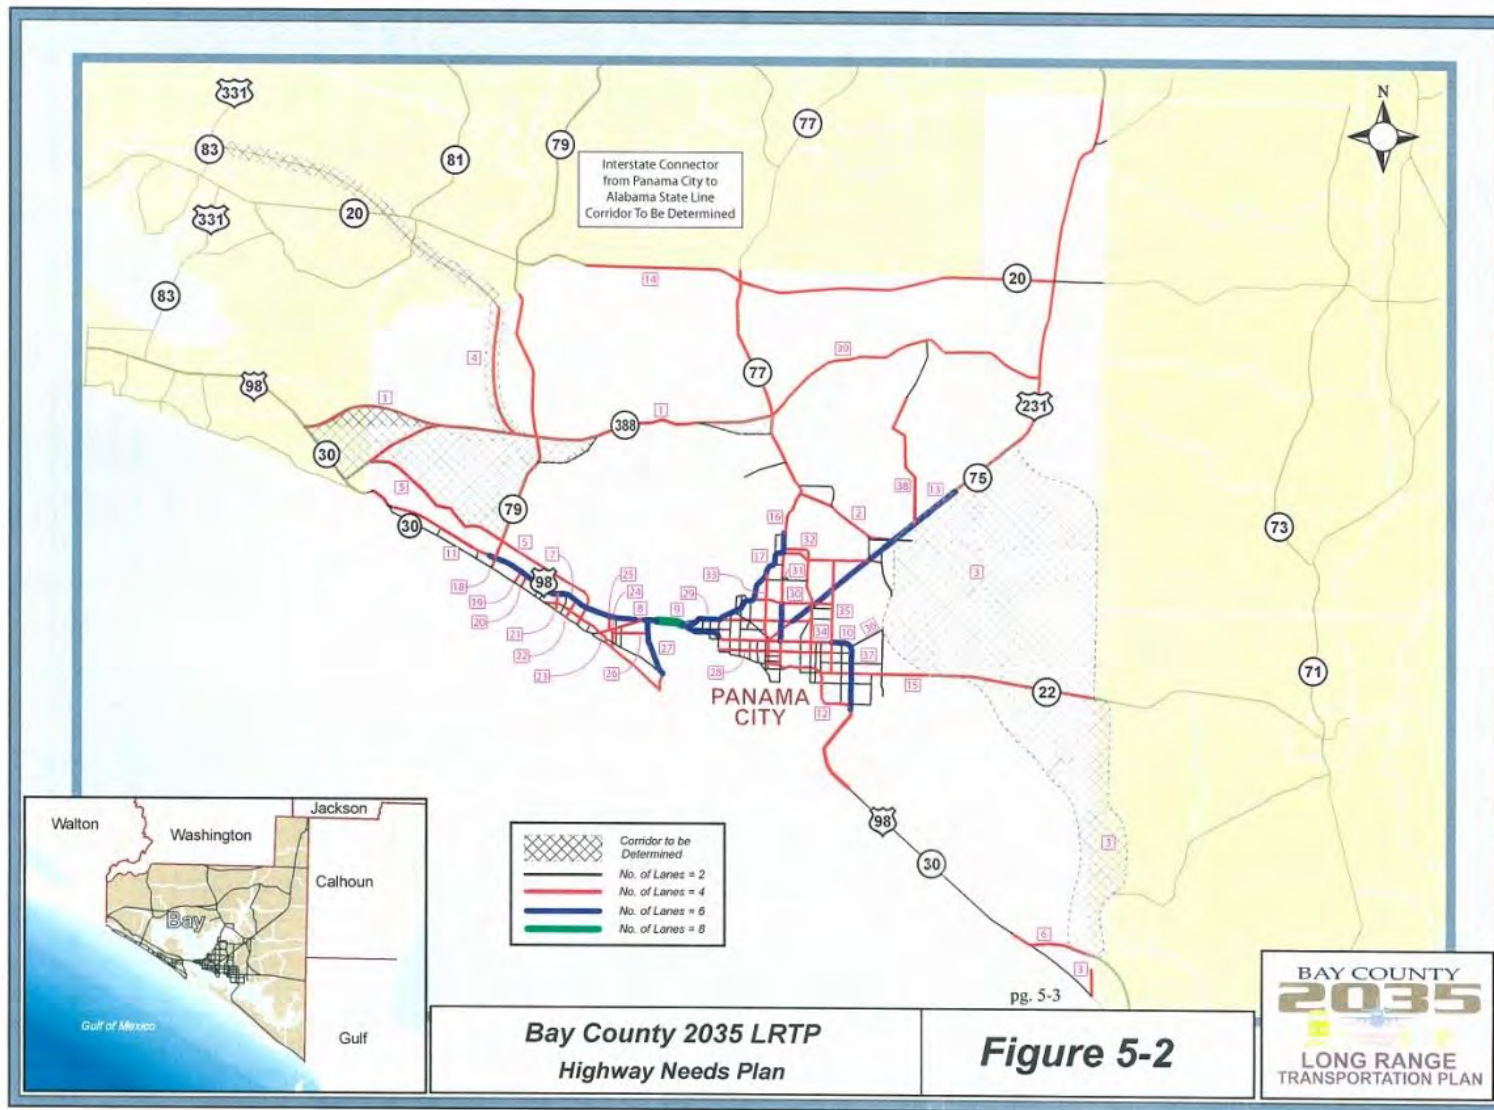 331
83
81
79
77
N
Interstate Connector
from Panama City to
Alabama State Line
Corridor To Be Determined
331
20
83
14
20
4
39
98
1
77
1
388
231
30
5
79
38
13
75
73
30
16
2
11
5
7
17
32
3
18
98
25
33
31
19
24
30
20
8
9
29
35
21
34
10
36
22
27
37
71
23
26
28
15
22
PANAMA
CITY
12
98
30
3
6
3
Walton
Washington
Jackson
Calhoun
Bay
Gulf of Mexico
Gulf
Corridor to be
Determined
No. of Lanes = 2
No. of Lanes = 4
No. of Lanes = 6
No. of Lanes = 8
pg. 5-3
Bay County 2035 LRTP
Highway Needs Plan
Figure 5-2
BAY COUNTY
2035
LONG RANGE
TRANSPORTATION PLAN